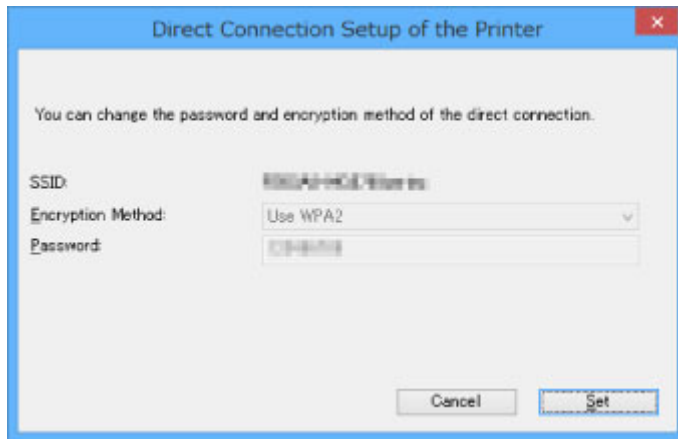 Direct Connection Setup of the Printer
You can change the password and encryption method of the direct connection.
SSID:
Encryption Method: Use WPA2
Password:
Cancel Set